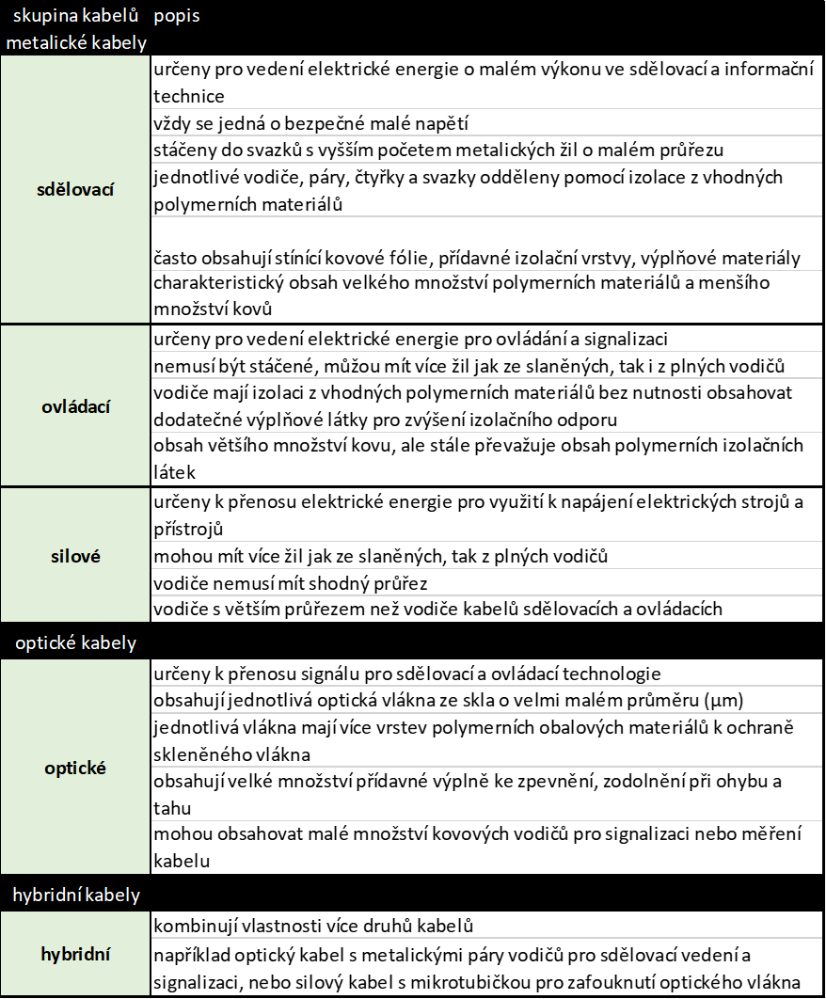 skupina kabelů popis
metalické kabely
určeny pro vedení elektrické energie o malém výkonu ve sdělovací a informační
technice
vždy se jedná o bezpečné malé napětí
stáčeny do svazků s vyšším početem metalických žil o malém průřezu
jednotlivé vodiče, páry, čtyřky a svazky odděleny pomocí izolace z vhodných
polymerních materiálů
sdělovací
často obsahují stínící kovové fólie, přídavné izolační vrstvy, výplňové materiály
charakteristický obsah velkého množství polymerních materiálů a menšího
množství kovů
určeny pro vedení elektrické energie pro ovládání a signalizaci
nemusí být stáčené, můžou mít více žil jak ze slaněných, tak i z plných vodičů
vodiče mají izolaci z vhodných polymerních materiálů bez nutnosti obsahovat
ovládací
dodatečné výplňové látky pro zvýšení izolačního odporu
obsah většího množství kovu, ale stále převažuje obsah polymerních izolačních
látek
určeny k přenosu elektrické energie pro využití k napájení elektrických strojů a
přístrojů
silové
mohou mít více žil jak ze slaněných, tak z plných vodičů
vodiče nemusí mít shodný průřez
vodiče s větším průřezem než vodiče kabelů sdělovacích a ovládacích
optické kabely
určeny k přenosu signálu pro sdělovací a ovládací technologie
obsahují jednotlivá optická vlákna ze skla o velmi malém průměru (µm)
jednotlivá vlákna mají více vrstev polymerních obalových materiálů k ochraně
skleněného vlákna
optické
obsahují velké množství přídavné výplně ke zpevnění, zodolnění při ohybu a
tahu
mohou obsahovat malé množství kovových vodičů pro signalizaci nebo měření
kabelu
hybridní kabely
kombinují vlastnosti více druhů kabelů
hybridní
například optický kabel s metalickými páry vodičů pro sdělovací vedení a
signalizaci, nebo silový kabel s mikrotubičkou pro zafouknutí optického vlákna